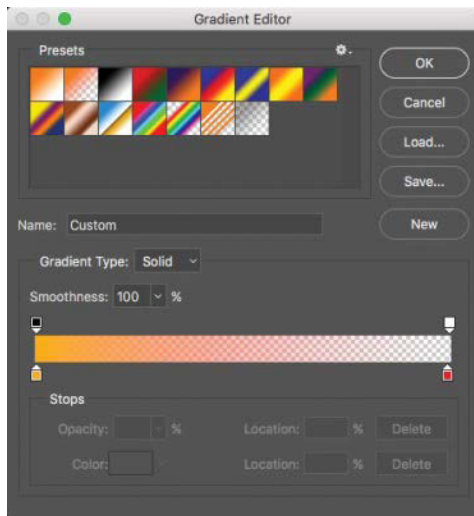 Gradient Editor
Presets
OK
Cancel
Load...
Save...
Name: Custom
New
Gradient Type: Solid
Smoothness: 100 %
Stops
Opacity: % Location: % Delete
Color: Location: % Delete